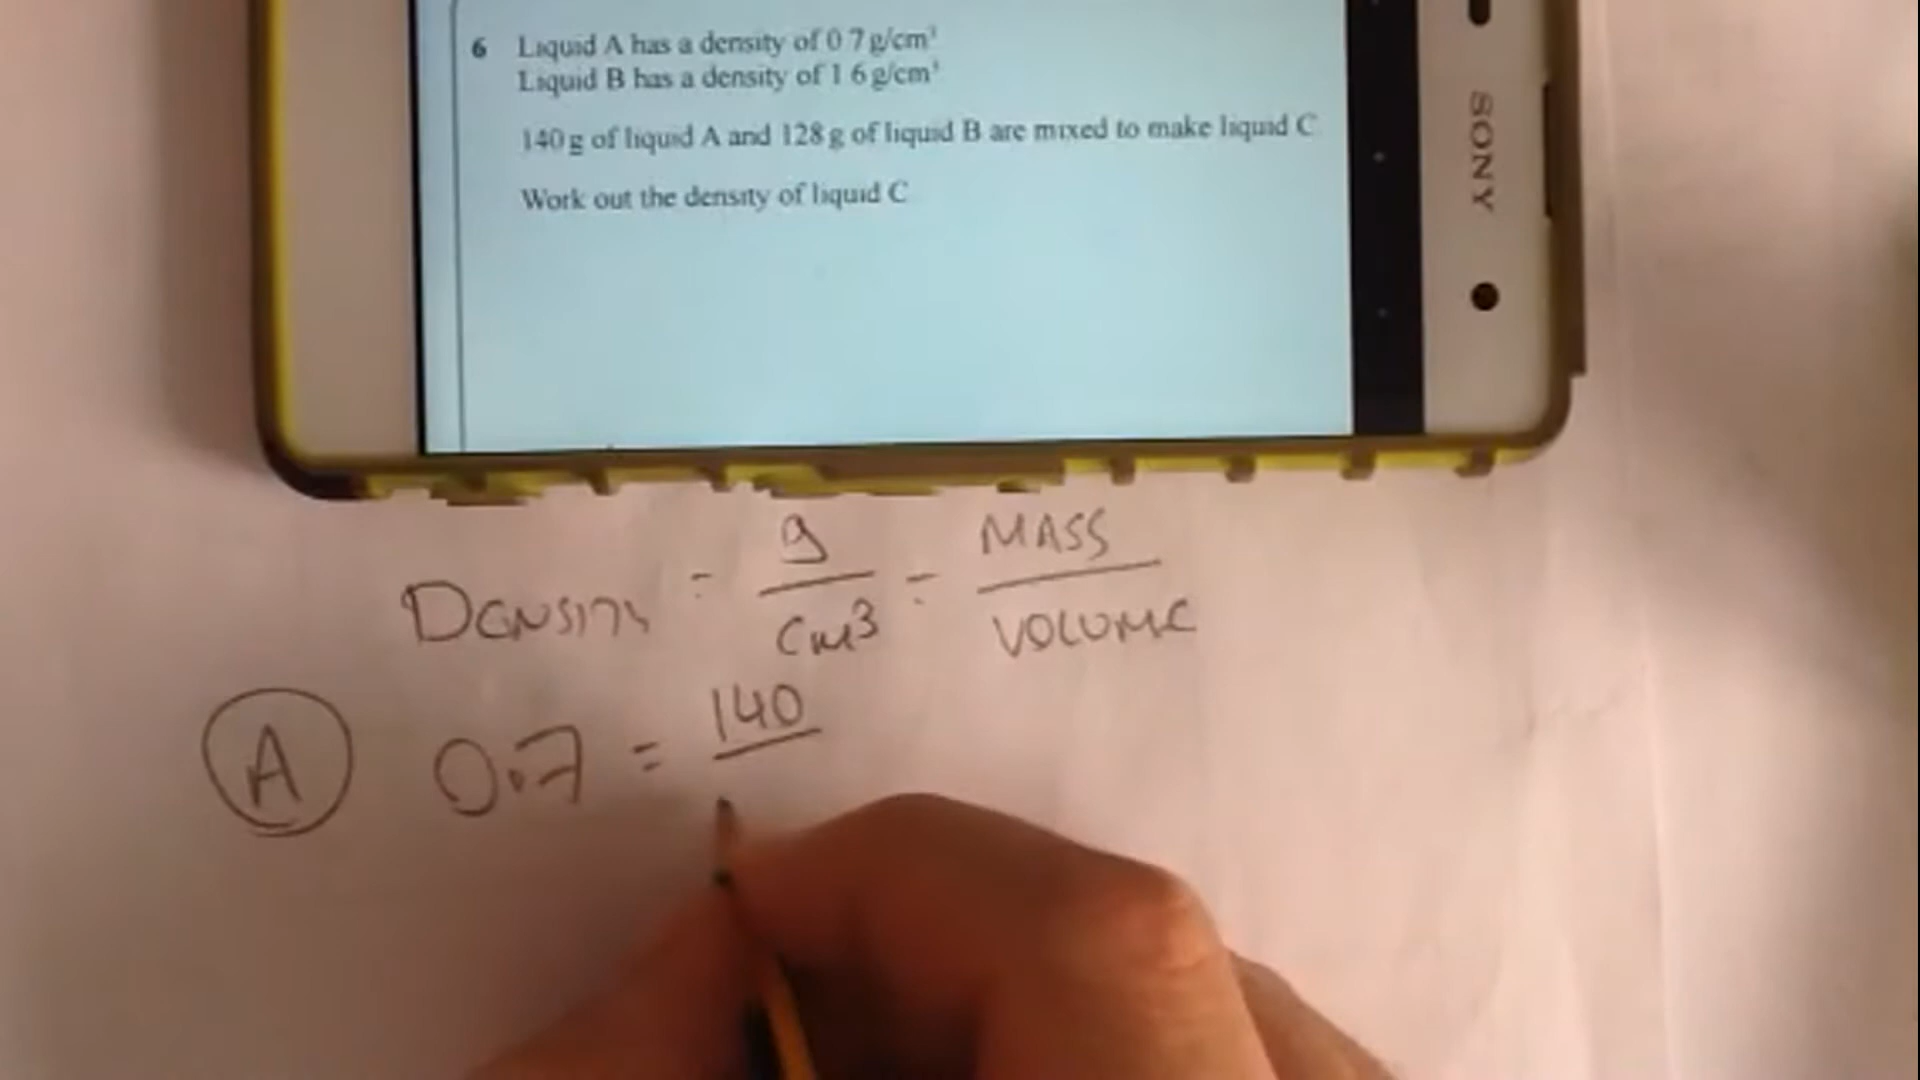 6 Liquid A has a density of 0 7 g/cm³
Liquid B has a density of 1 6 g/cm³
140 g of liquid A and 128 g of liquid B are mixed to make liquid C
Work out the density of liquid C
SONY
DENSITY = g/cm³ = MASS/VOLUME
A 0.7 = 140